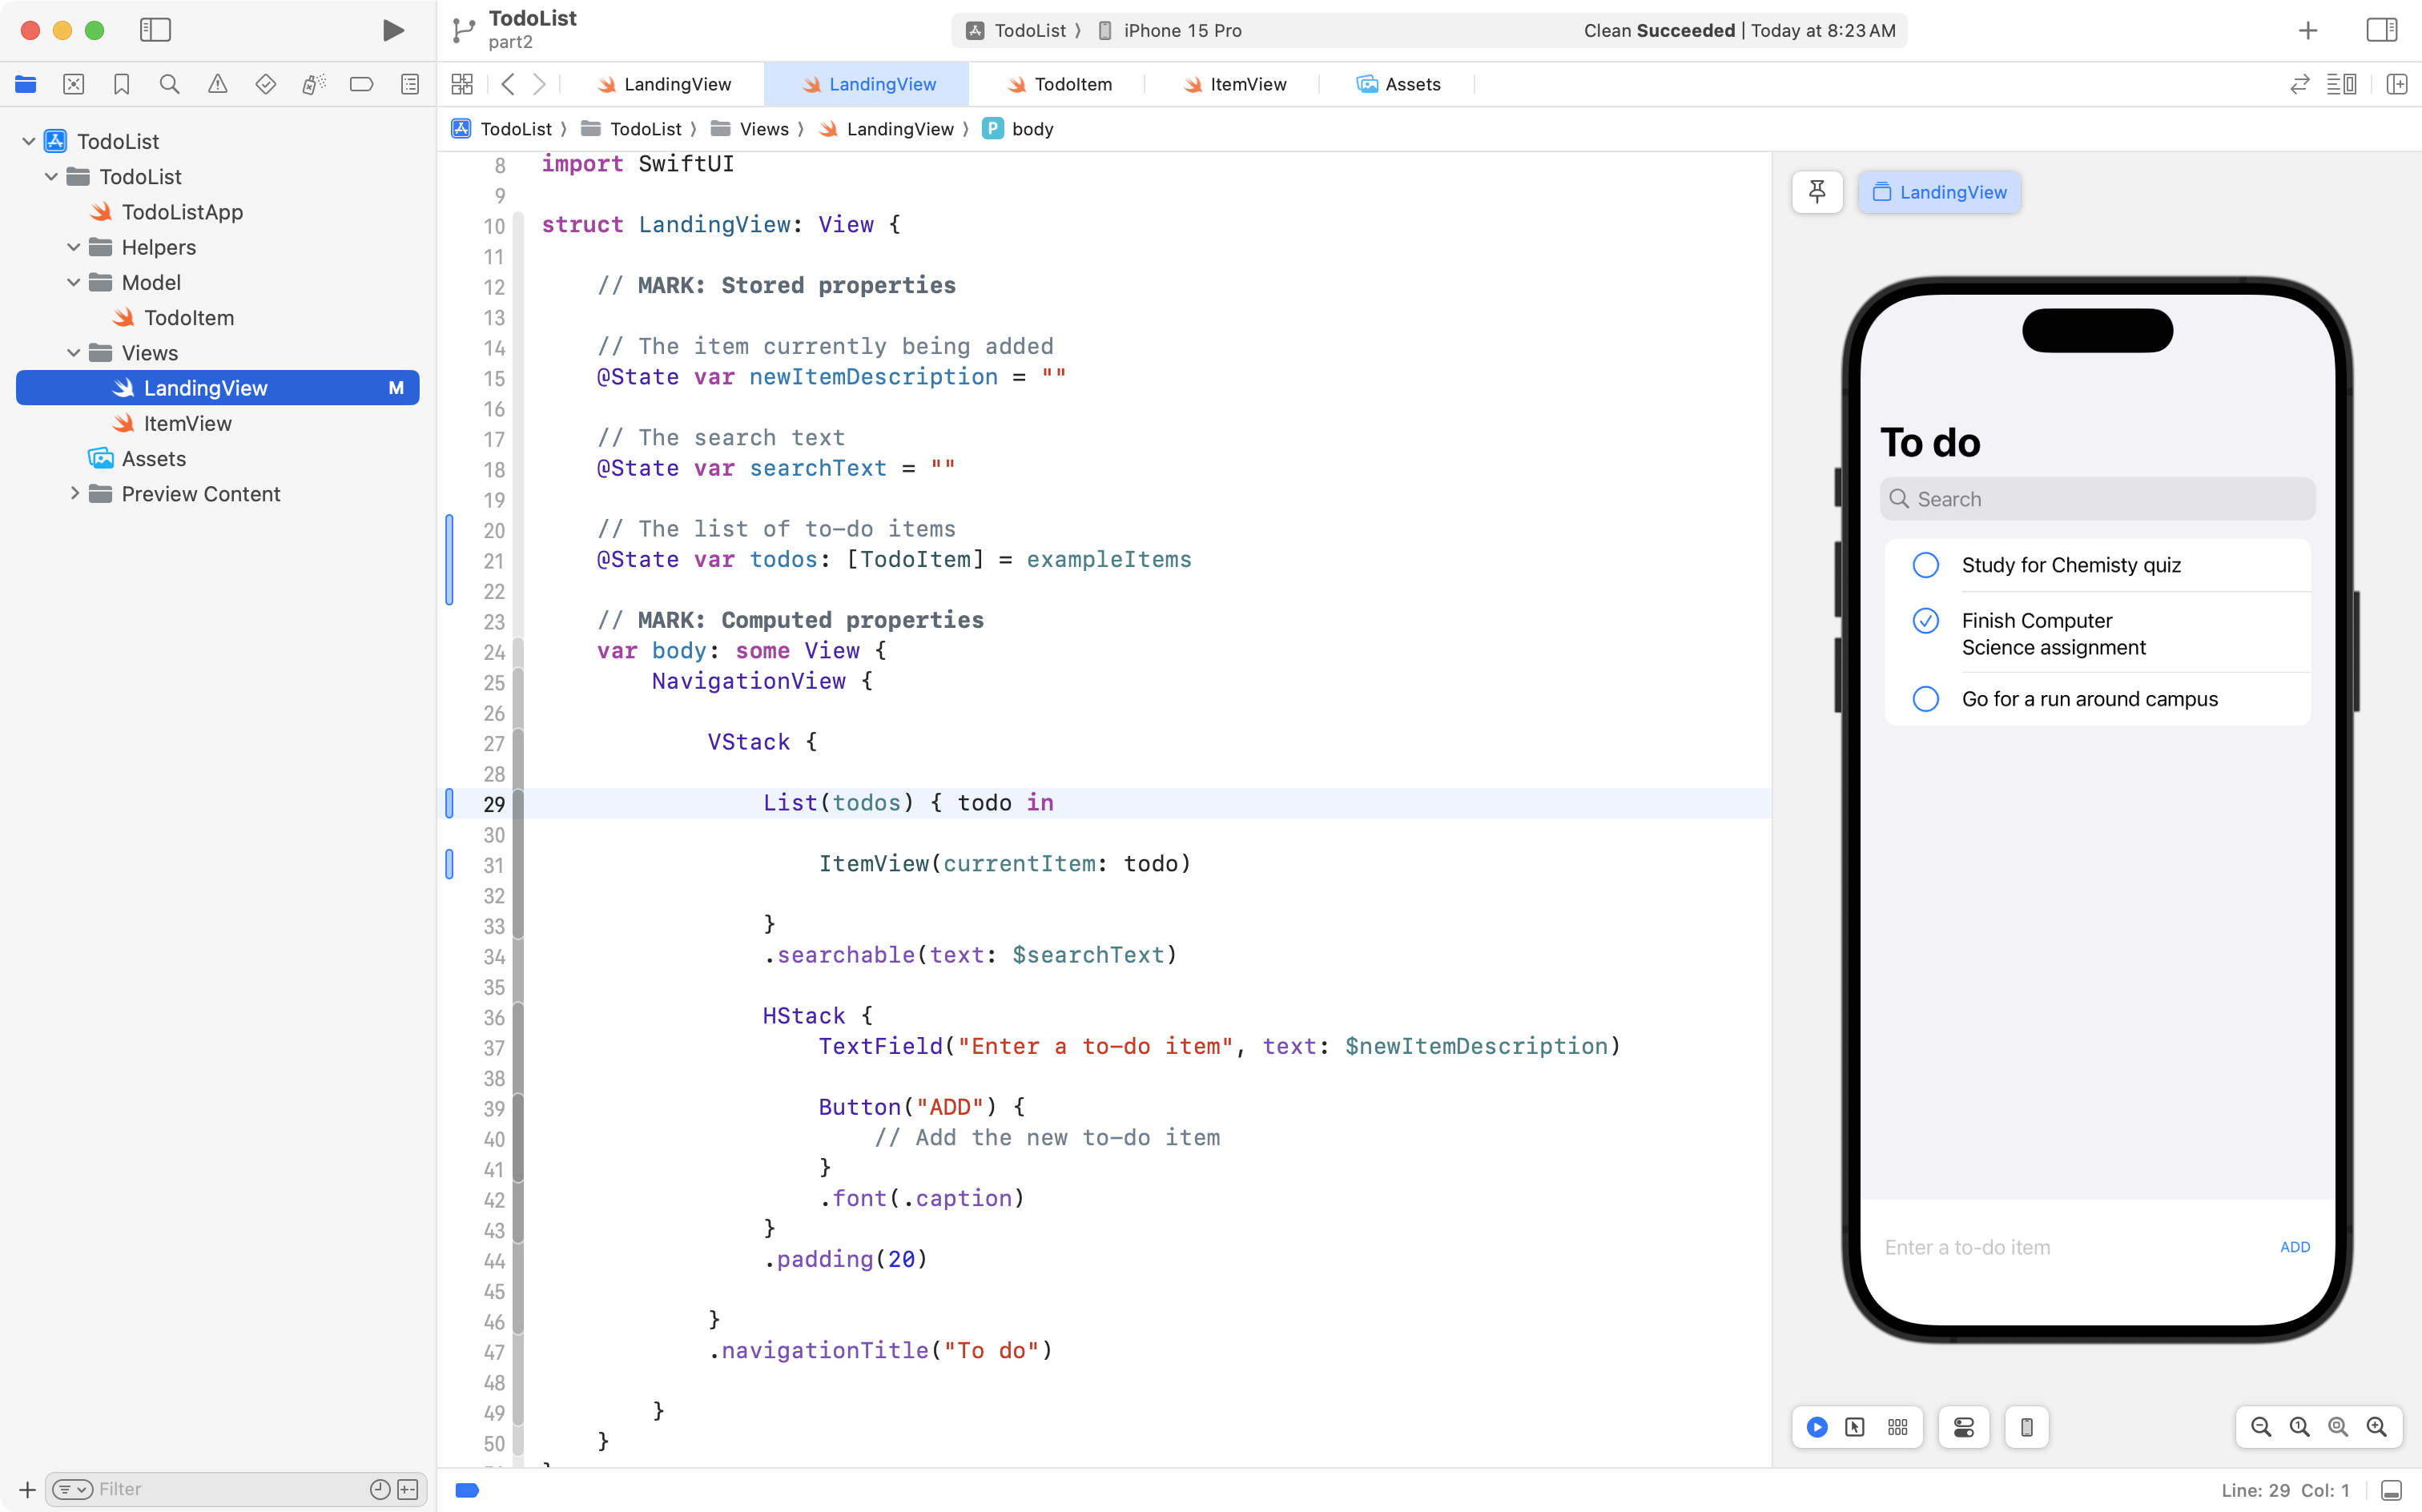 TodoList
part2
TodoList ⟩ iPhone 15 Pro
Clean Succeeded | Today at 8:23 AM
LandingView
LandingView
TodoItem
ItemView
Assets
TodoList ⟩ TodoList ⟩ Views ⟩ LandingView ⟩ P body
TodoList
TodoList
TodoListApp
Helpers
Model
TodoItem
Views
LandingView M
ItemView
Assets
Preview Content
Filter
8 import SwiftUI
9
10 struct LandingView: View {
11
12     // MARK: Stored properties
13
14     // The item currently being added
15     @State var newItemDescription = ""
16
17     // The search text
18     @State var searchText = ""
19
20     // The list of to-do items
21     @State var todos: [TodoItem] = exampleItems
22
23     // MARK: Computed properties
24     var body: some View {
25         NavigationView {
26
27             VStack {
28
29                 List(todos) { todo in
30
31                     ItemView(currentItem: todo)
32
33                 }
34                 .searchable(text: $searchText)
35
36                 HStack {
37                     TextField("Enter a to-do item", text: $newItemDescription)
38
39                     Button("ADD") {
40                         // Add the new to-do item
41                     }
42                     .font(.caption)
43                 }
44                 .padding(20)
45
46             }
47             .navigationTitle("To do")
48
49         }
50     }
LandingView
To do
Search
Study for Chemisty quiz
Finish Computer
Science assignment
Go for a run around campus
Enter a to-do item
ADD
Line: 29 Col: 1